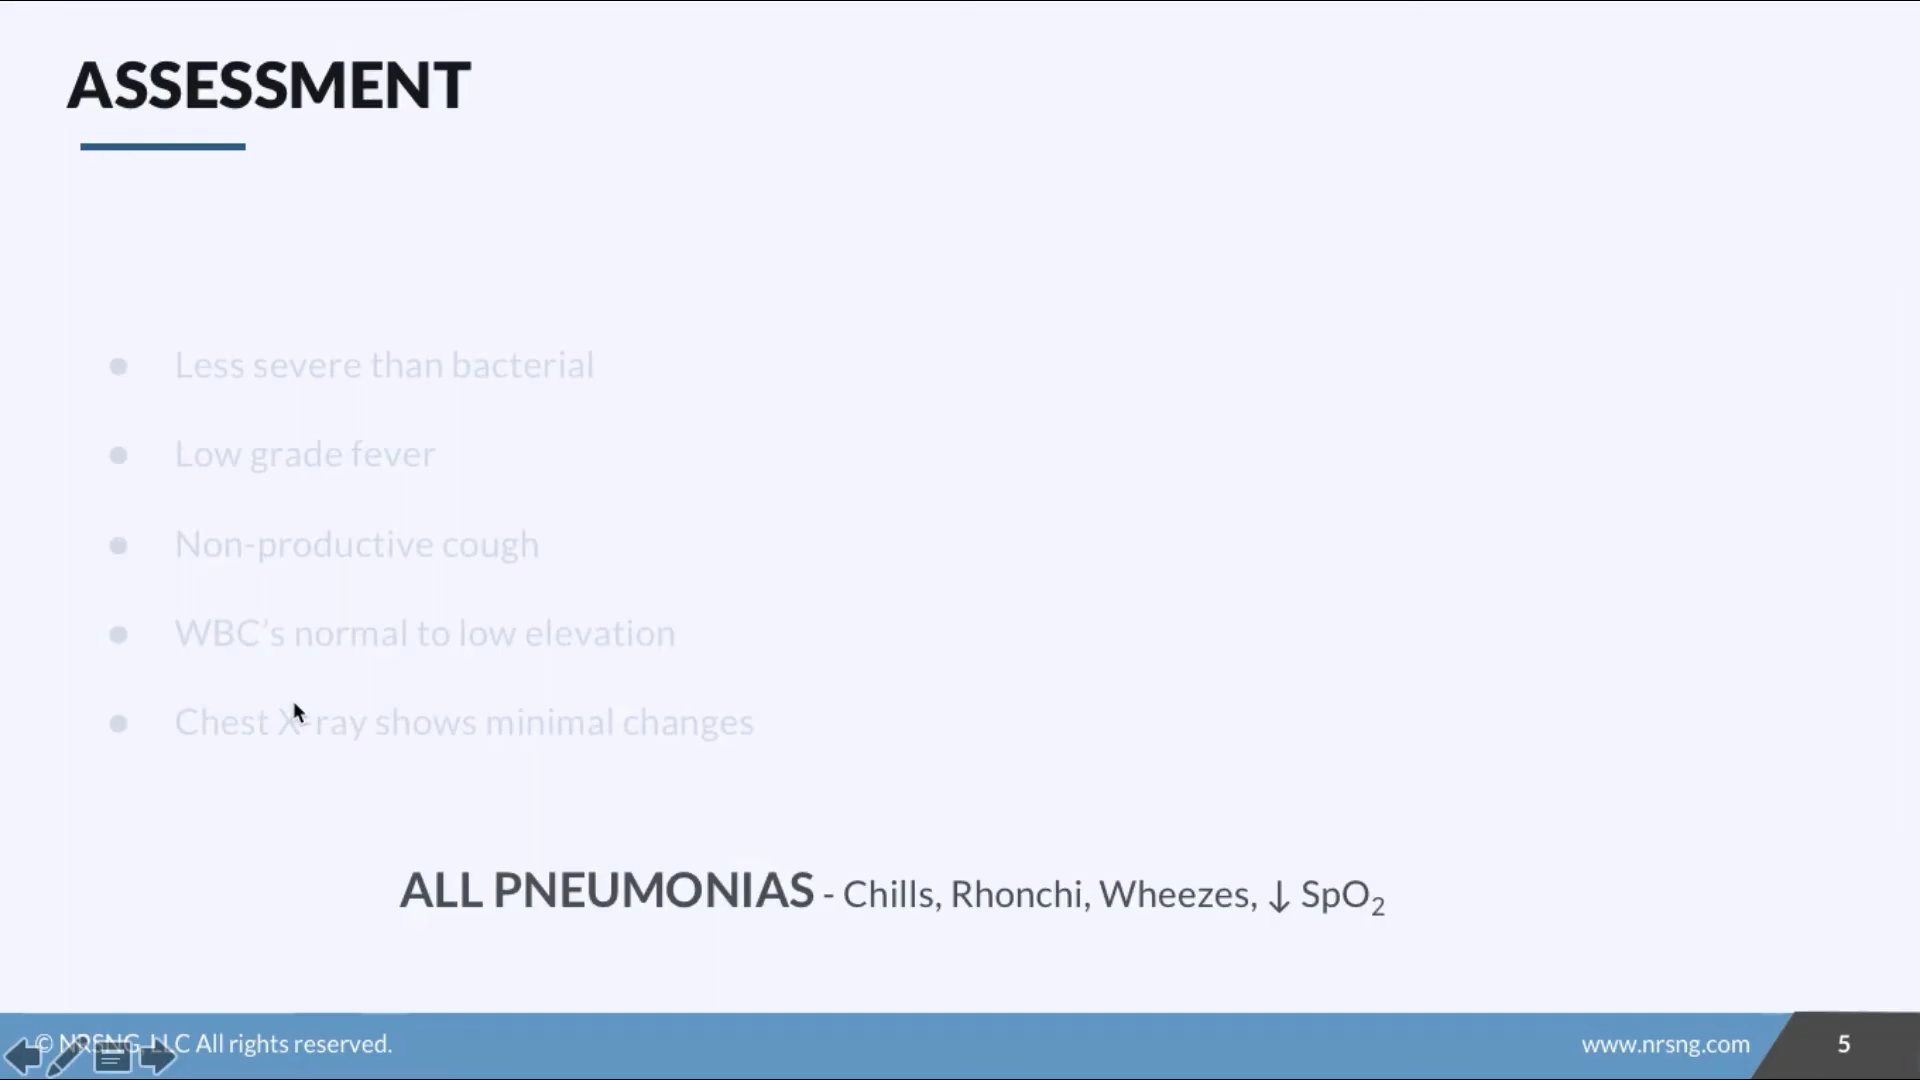 ASSESSMENT
● Less severe than bacterial
● Low grade fever
● Non-productive cough
● WBC's normal to low elevation
● Chest X-ray shows minimal changes
ALL PNEUMONIAS - Chills, Rhonchi, Wheezes, ↓ SpO₂
© NRSNG, LLC All rights reserved.
www.nrsng.com
5